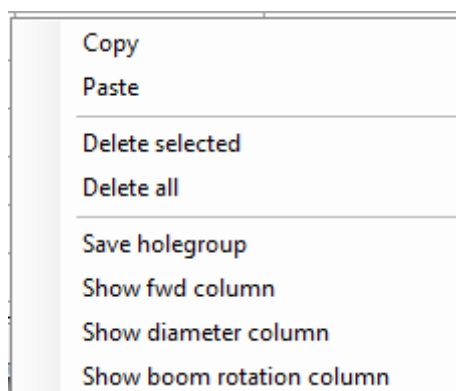 Copy
Paste
Delete selected
Delete all
Save holegroup
Show fwd column
Show diameter column
Show boom rotation column